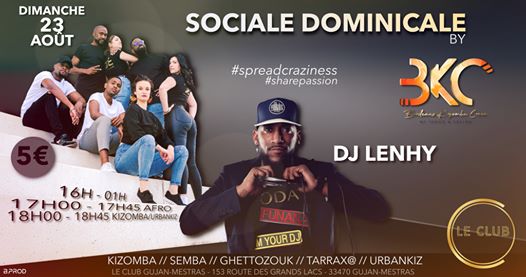 DIMANCHE
23
AOÛT
SOCIALE DOMINICALE
BY
BKC
#spreadcraziness
#sharepassion
5€
DJ LENHY
16H - 01H
17H00 - 17H45 AFRO
18H00 - 18H45 KIZOMBA/URBANKIZ
LE CLUB
KIZOMBA // SEMBA // GHETTOZOUK // TARRAX@ // URBANKIZ
LE CLUB GUJAN-MESTRAS - 153 ROUTE DES GRANDS LACS - 33470 GUJAN-MESTRAS
B.PROD